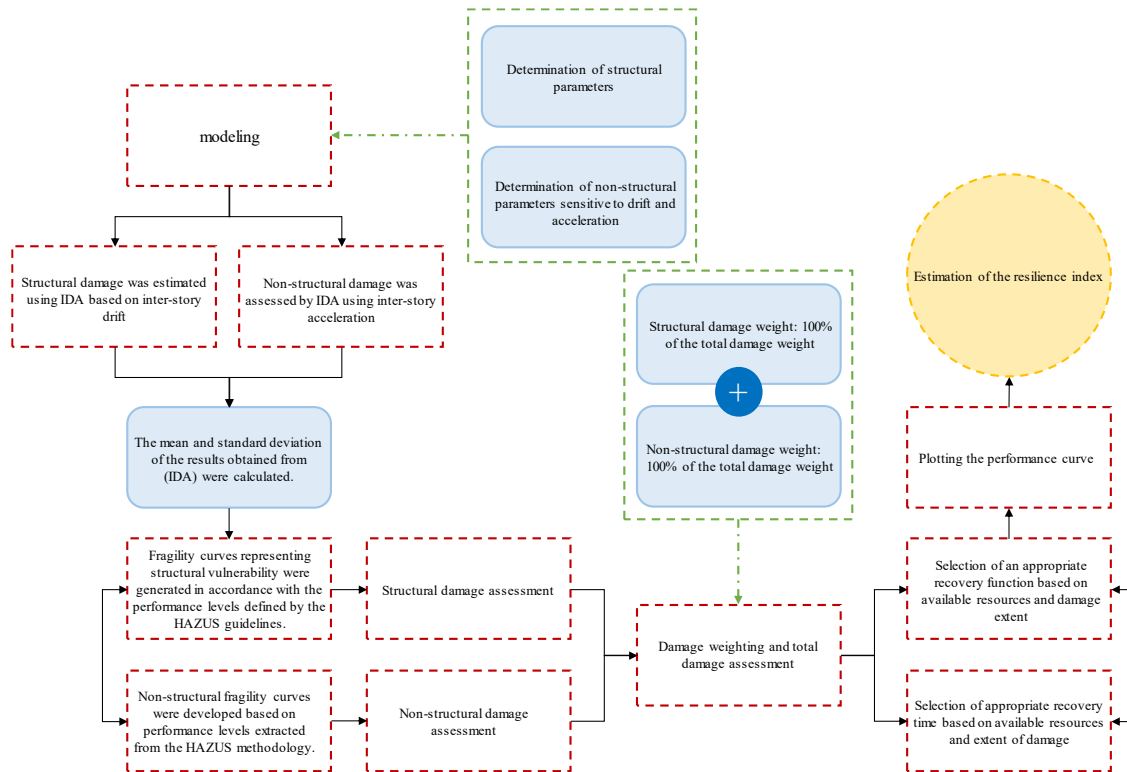 Determination of structural
parameters
modeling
Determination of non-structural
parameters sensitive to drift and
acceleration
Structural damage was estimated
using IDA based on inter-story
drift
Non-structural damage was
assessed by IDA using inter-story
acceleration
Estimation of the resilience index
Structural damage weight: 100%
of the total damage weight
+
Non-structural damage weight:
100% of the total damage weight
The mean and standard deviation
of the results obtained from
(IDA) were calculated.
Plotting the performance curve
Fragility curves representing
structural vulnerability were
generated in accordance with the
performance levels defined by the
HAZUS guidelines.
Structural damage assessment
Selection of an appropriate
recovery function based on
available resources and damage
extent
Damage weighting and total
damage assessment
Non-structural fragility curves
were developed based on
performance levels extracted
from the HAZUS methodology.
Non-structural damage
assessment
Selection of appropriate recovery
time based on available resources
and extent of damage